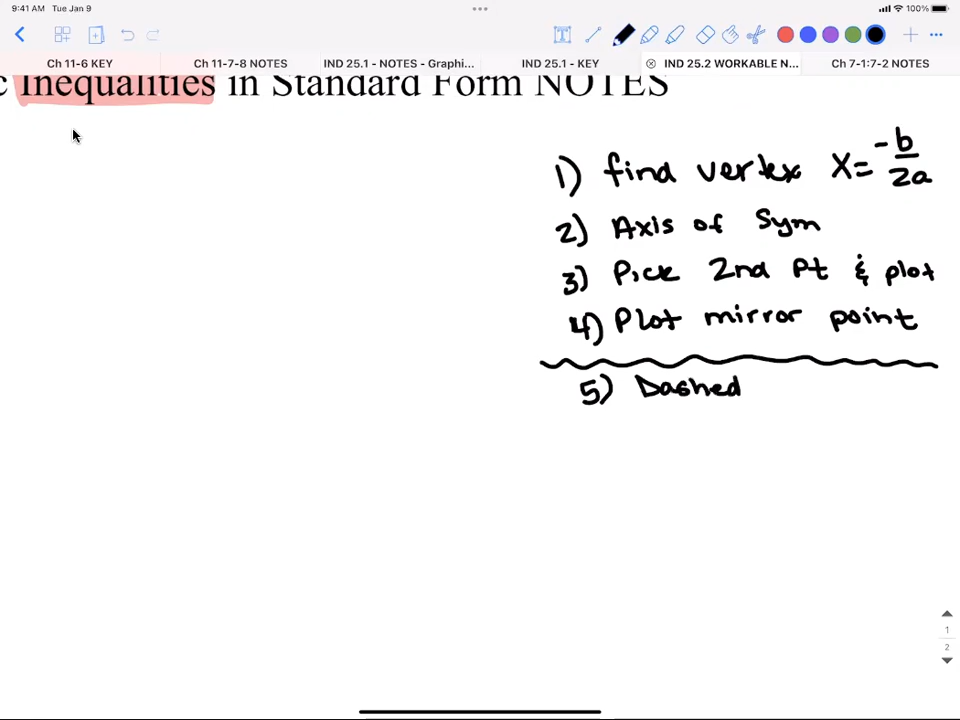 9:41 AM Tue Jan 9
100%
Ch 11-6 KEY
Ch 11-7-8 NOTES
IND 25.1 - NOTES - Graphi...
IND 25.1 - KEY
IND 25.2 WORKABLE N...
Ch 7-1:7-2 NOTES
c Inequalities in Standard Form NOTES
1) find vertex X = -b/2a
2) Axis of Sym
3) Pick 2nd Pt & plot
4) Plot mirror point
5) Dashed
1
2